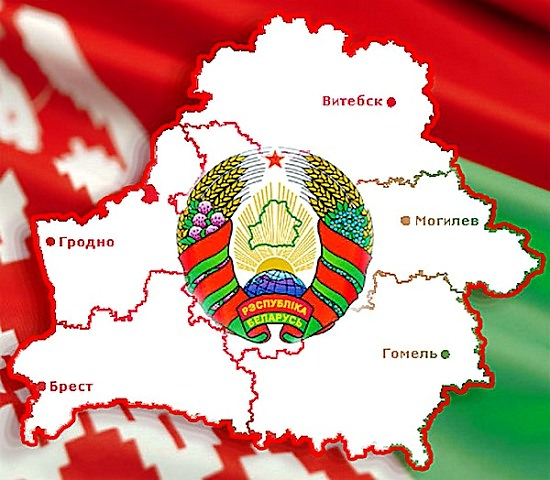 Витебск
Могилев
Гродно
РЭСПУБЛІКА
БЕЛАРУСЬ
Гомель
Брест